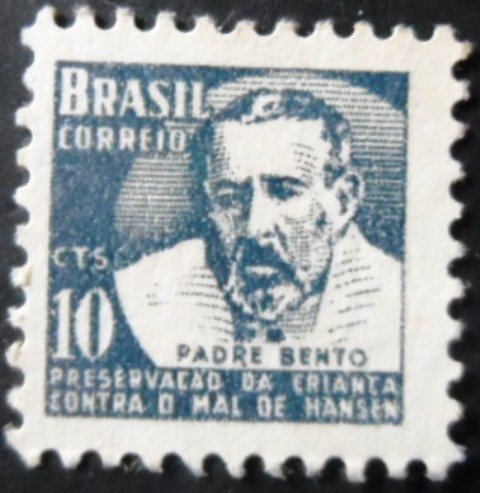 BRASIL
CORREIO
CTS
10
PADRE BENTO
PRESERVAÇÃO DA CRIANÇA
CONTRA O MAL DE HANSEN